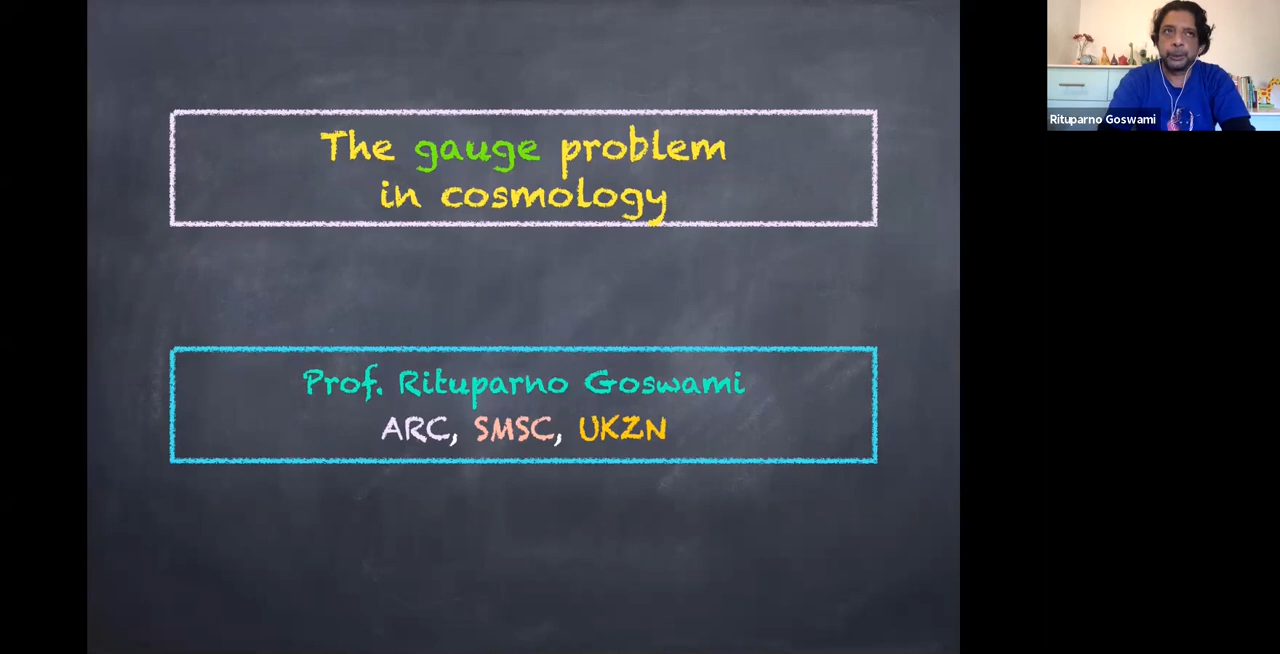 The gauge problem
in cosmology
Prof. Rituparno Goswami
ARC, SMSC, UKZN
Rituparno Goswami